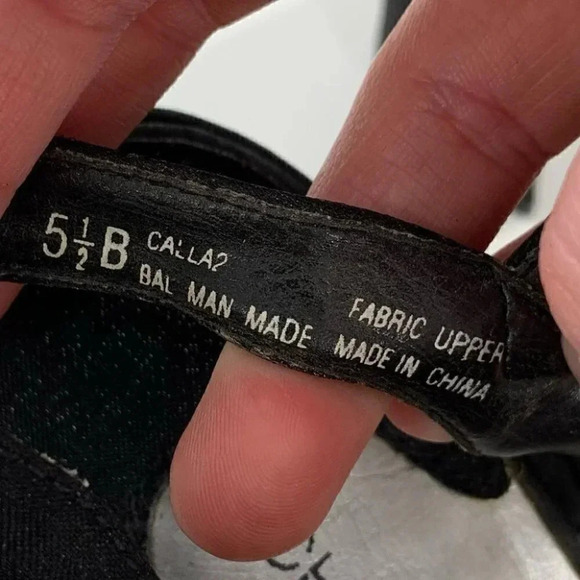 5½B CALLA2
BAL MAN MADE
FABRIC UPPER
MADE IN CHINA